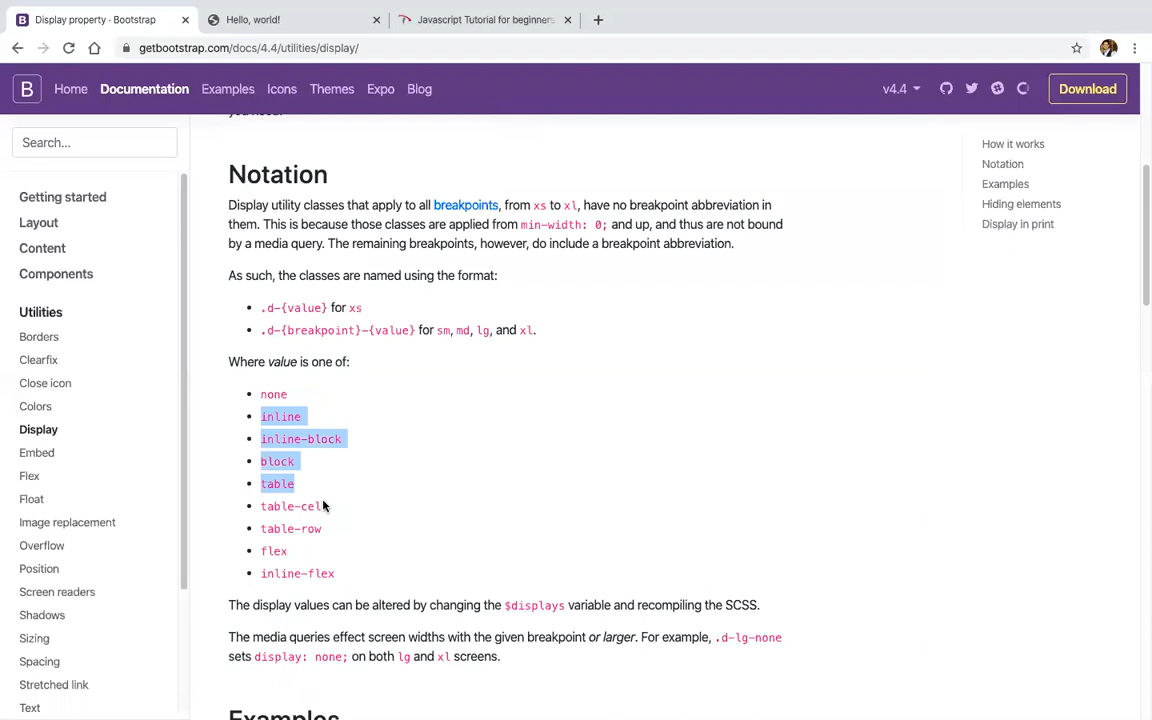 Display property · Bootstrap
Hello, world!
Javascript Tutorial for beginners
getbootstrap.com/docs/4.4/utilities/display/
B Home Documentation Examples Icons Themes Expo Blog v4.4 Download
Search...
Getting started
Layout
Content
Components
Utilities
Borders
Clearfix
Close icon
Colors
Display
Embed
Flex
Float
Image replacement
Overflow
Position
Screen readers
Shadows
Sizing
Spacing
Stretched link
Text
you need.
Notation
Display utility classes that apply to all breakpoints, from xs to xl, have no breakpoint abbreviation in
them. This is because those classes are applied from min-width: 0; and up, and thus are not bound
by a media query. The remaining breakpoints, however, do include a breakpoint abbreviation.
As such, the classes are named using the format:
• .d-{value} for xs
• .d-{breakpoint}-{value} for sm, md, lg, and xl.
Where value is one of:
• none
• inline
• inline-block
• block
• table
• table-cell
• table-row
• flex
• inline-flex
The display values can be altered by changing the $displays variable and recompiling the SCSS.
The media queries effect screen widths with the given breakpoint or larger. For example, .d-lg-none
sets display: none; on both lg and xl screens.
Examples
How it works
Notation
Examples
Hiding elements
Display in print